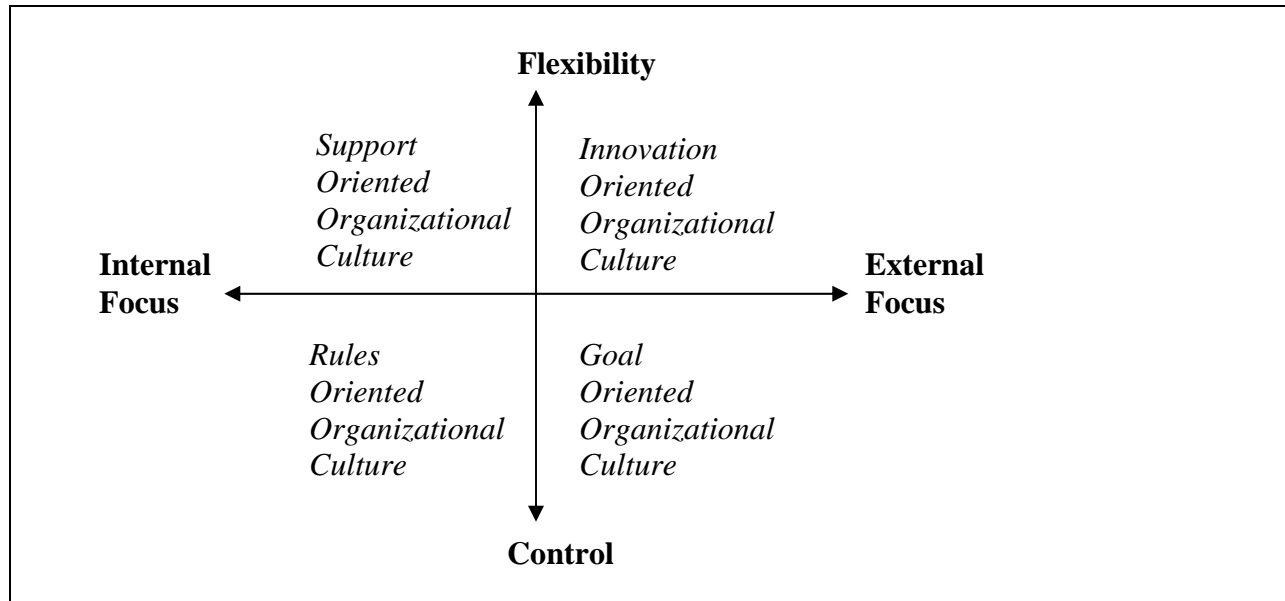 Flexibility
Support
Oriented
Organizational
Culture
Innovation
Oriented
Organizational
Culture
Internal
Focus
External
Focus
Rules
Oriented
Organizational
Culture
Goal
Oriented
Organizational
Culture
Control